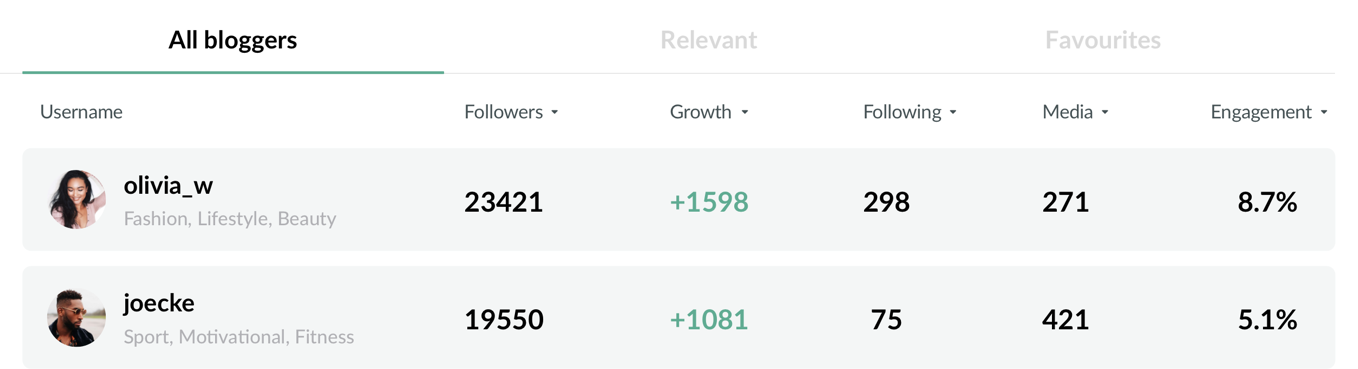 All bloggers Relevant Favourites
Username Followers Growth Following Media Engagement
olivia_w
Fashion, Lifestyle, Beauty
23421 +1598 298 271 8.7%
joecke
Sport, Motivational, Fitness
19550 +1081 75 421 5.1%